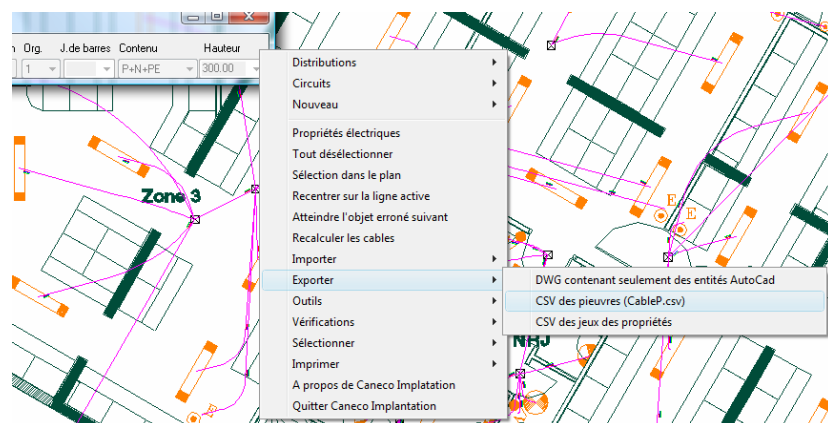 n Org. J.de barres Contenu Hauteur
1 P+N+PE 300.00
Distributions
Circuits
Nouveau
Propriétés électriques
Tout désélectionner
Sélection dans le plan
Recentrer sur la ligne active
Atteindre l'objet erroné suivant
Recalculer les cables
Importer
Exporter
Outils
Vérifications
Sélectionner
Imprimer
A propos de Caneco Implatation
Quitter Caneco Implantation
DWG contenant seulement des entités AutoCad
CSV des pieuvres (CableP.csv)
CSV des jeux des propriétés
Zone 3
E
E